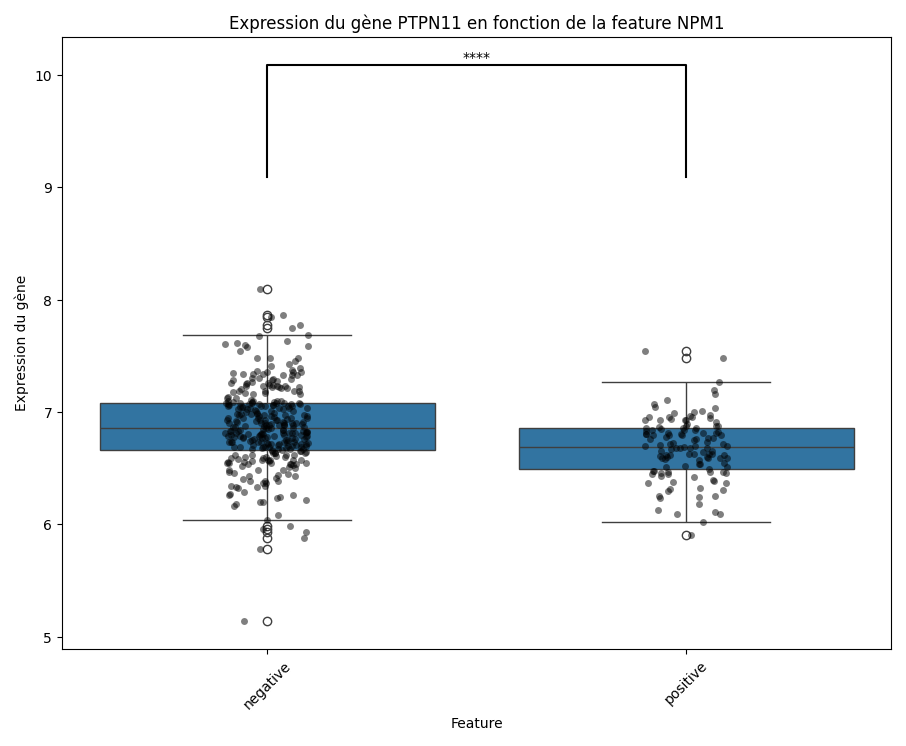 Expression du gène PTPN11 en fonction de la feature NPM1
****
10
9
8
7
6
5
Expression du gène
negative
positive
Feature